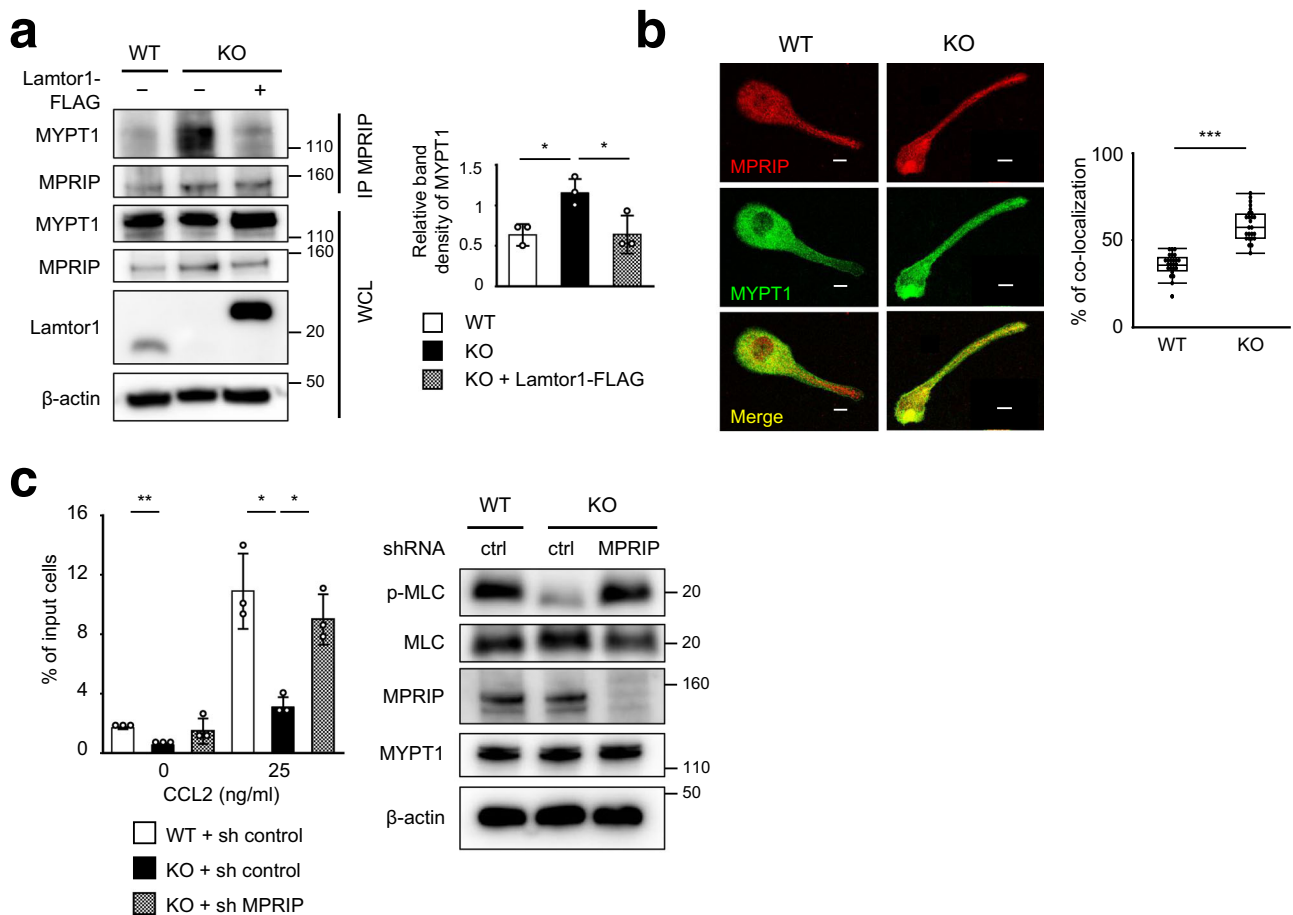 a
WT KO
Lamtor1-
FLAG
– – +
MYPT1
110
MPRIP
160
IP MPRIP
MYPT1
110
MPRIP
160
Lamtor1
20
β-actin
50
WCL
Relative band
density of MYPT1
1.5
1
0.5
0
* *
WT
KO
KO + Lamtor1-FLAG
b
WT KO
MPRIP
MYPT1
Merge
% of co-localization
100
50
0
***
WT KO
c
% of input cells
16
12
8
4
0
** * *
0 25
CCL2 (ng/ml)
WT + sh control
KO + sh control
KO + sh MPRIP
WT KO
shRNA ctrl ctrl MPRIP
p-MLC
20
MLC
20
MPRIP
160
MYPT1
110
β-actin
50